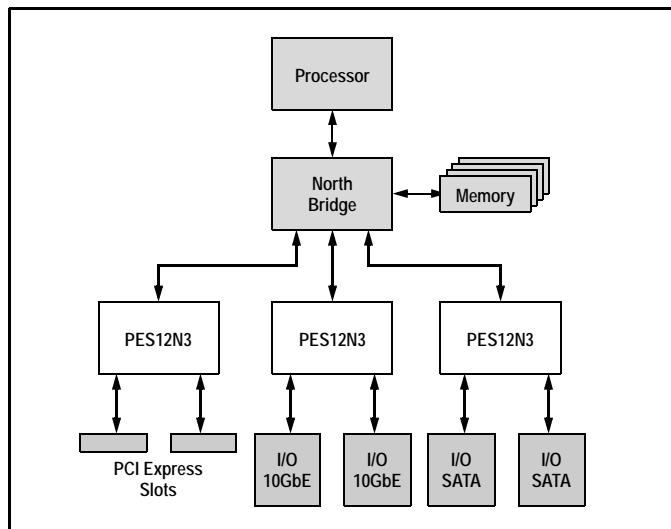 Processor
North
Bridge
Memory
PES12N3
PES12N3
PES12N3
PCI Express
Slots
I/O
10GbE
I/O
10GbE
I/O
SATA
I/O
SATA